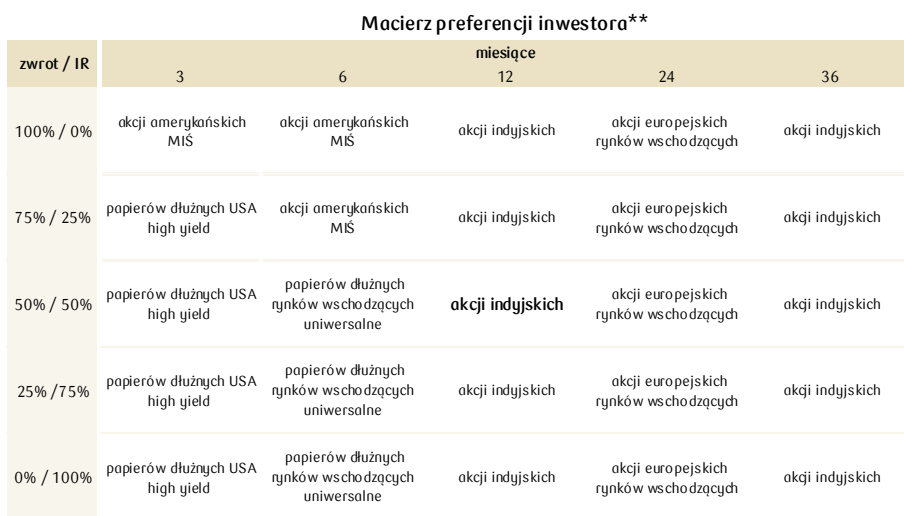 Macierz preferencji inwestora**
zwrot / IR
miesiące
3 6 12 24 36
100% / 0%
akcji amerykańskich
MIŚ
akcji amerykańskich
MIŚ
akcji indyjskich
akcji europejskich
rynków wschodzących
akcji indyjskich
75% / 25%
papierów dłużnych USA
high yield
akcji amerykańskich
MIŚ
akcji indyjskich
akcji europejskich
rynków wschodzących
akcji indyjskich
50% / 50%
papierów dłużnych USA
high yield
papierów dłużnych
rynków wschodzących
uniwersalne
akcji indyjskich
akcji europejskich
rynków wschodzących
akcji indyjskich
25% /75%
papierów dłużnych USA
high yield
papierów dłużnych
rynków wschodzących
uniwersalne
akcji indyjskich
akcji europejskich
rynków wschodzących
akcji indyjskich
0% / 100%
papierów dłużnych USA
high yield
papierów dłużnych
rynków wschodzących
uniwersalne
akcji indyjskich
akcji europejskich
rynków wschodzących
akcji indyjskich